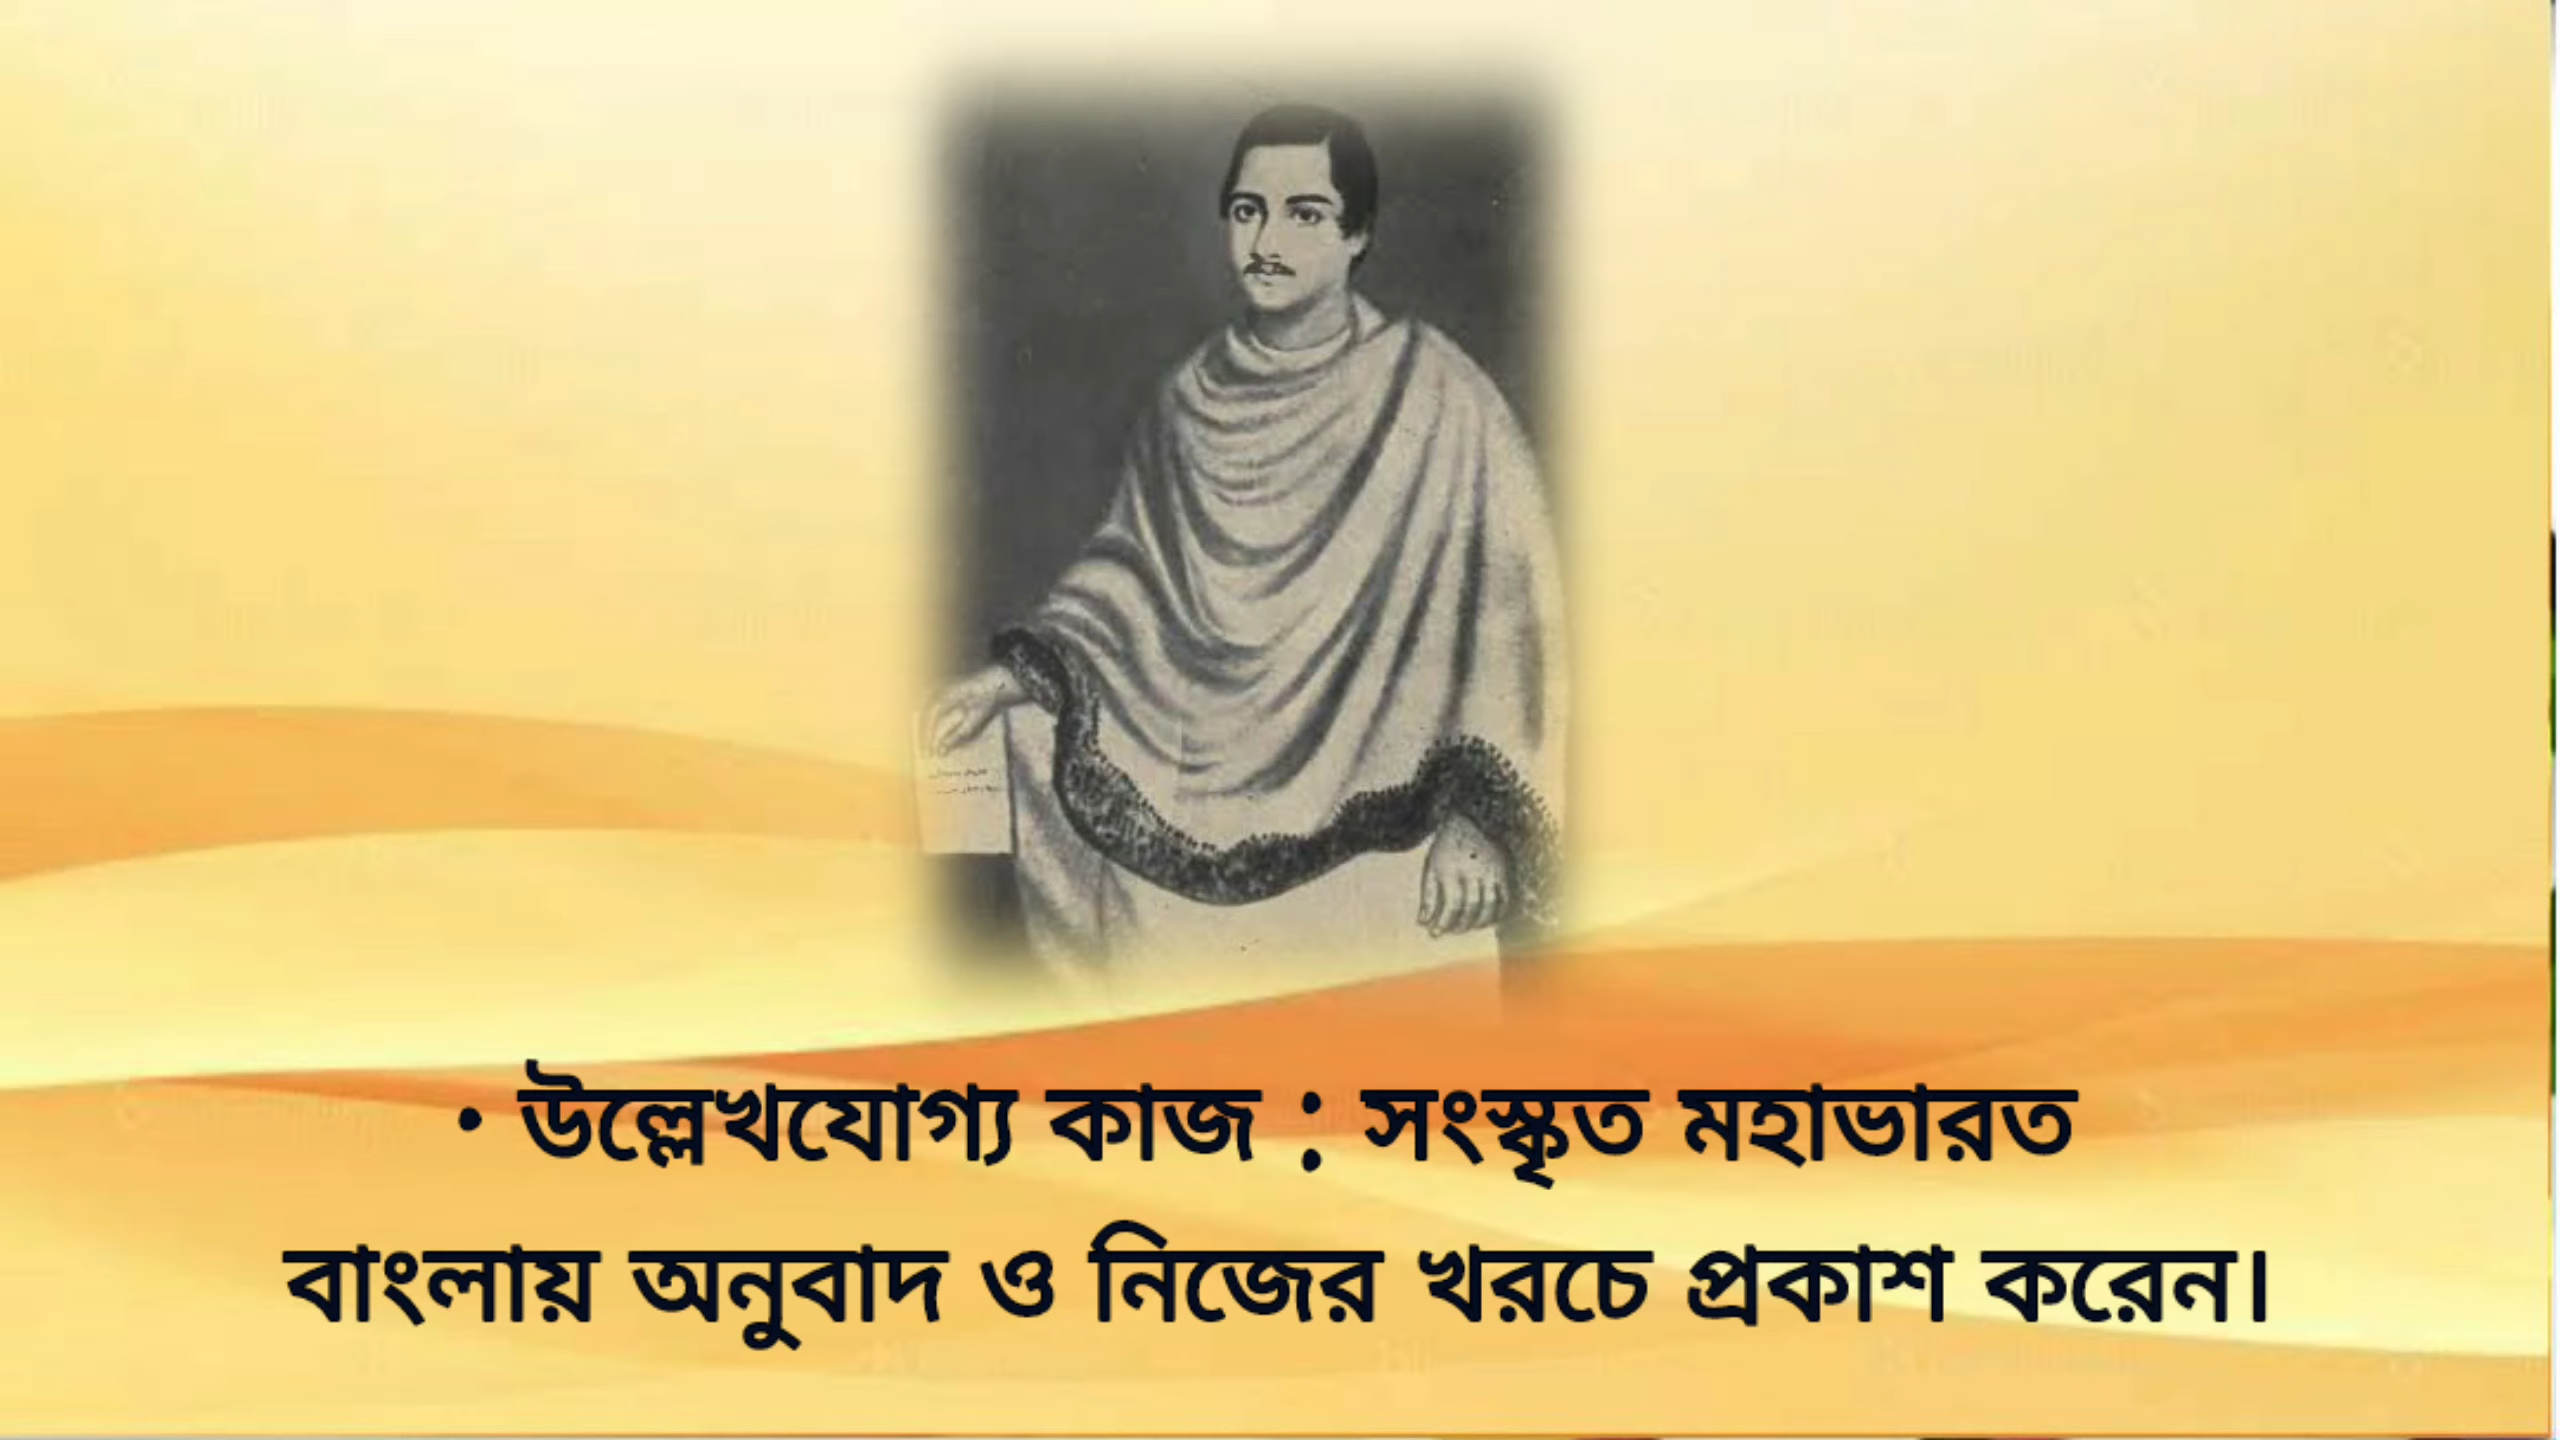 • উল্লেখযোগ্য কাজ : সংস্কৃত মহাভারত
বাংলায় অনুবাদ ও নিজের খরচে প্রকাশ করেন।